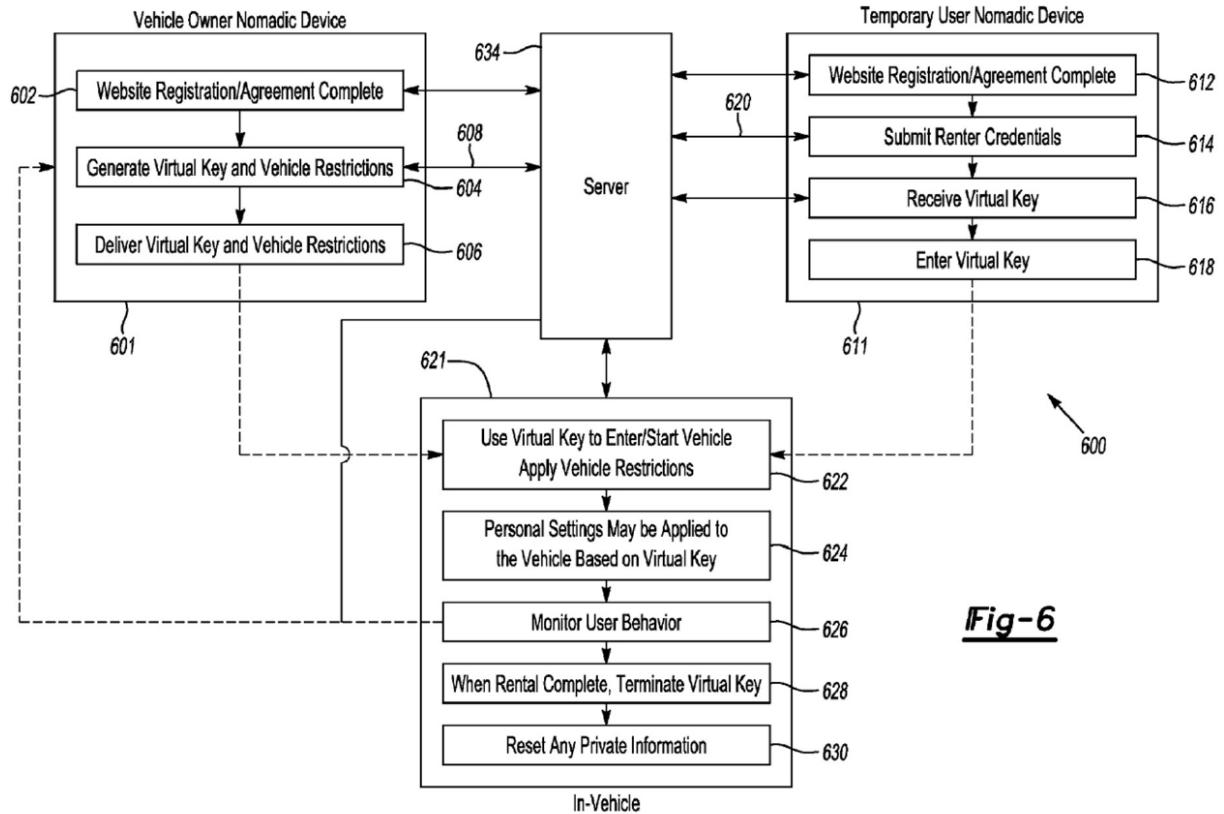 Vehicle Owner Nomadic Device
Temporary User Nomadic Device
634
602
Website Registration/Agreement Complete
Website Registration/Agreement Complete
612
620
608
Submit Renter Credentials
614
Generate Virtual Key and Vehicle Restrictions
604
Server
Receive Virtual Key
616
Deliver Virtual Key and Vehicle Restrictions
606
Enter Virtual Key
618
601
611
621
Use Virtual Key to Enter/Start Vehicle
Apply Vehicle Restrictions
622
600
Personal Settings May be Applied to
the Vehicle Based on Virtual Key
624
Monitor User Behavior
626
Fig-6
When Rental Complete, Terminate Virtual Key
628
Reset Any Private Information
630
In-Vehicle